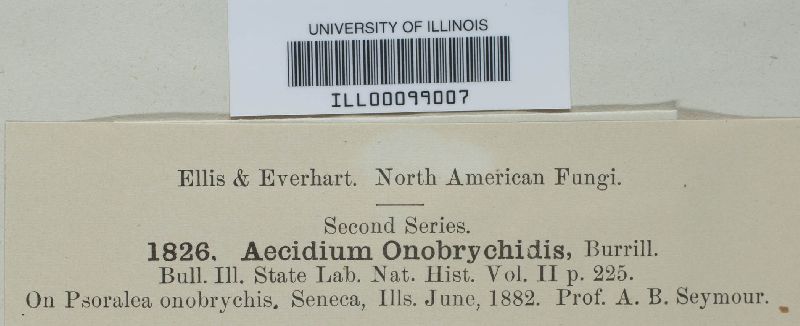 UNIVERSITY OF ILLINOIS
ILL00099007
Ellis & Everhart. North American Fungi.
Second Series.
1826. Aecidium Onobrychidis, Burrill.
Bull. Ill. State Lab. Nat. Hist. Vol. II p. 225.
On Psoralea onobrychis. Seneca, Ills. June, 1882. Prof. A. B. Seymour.